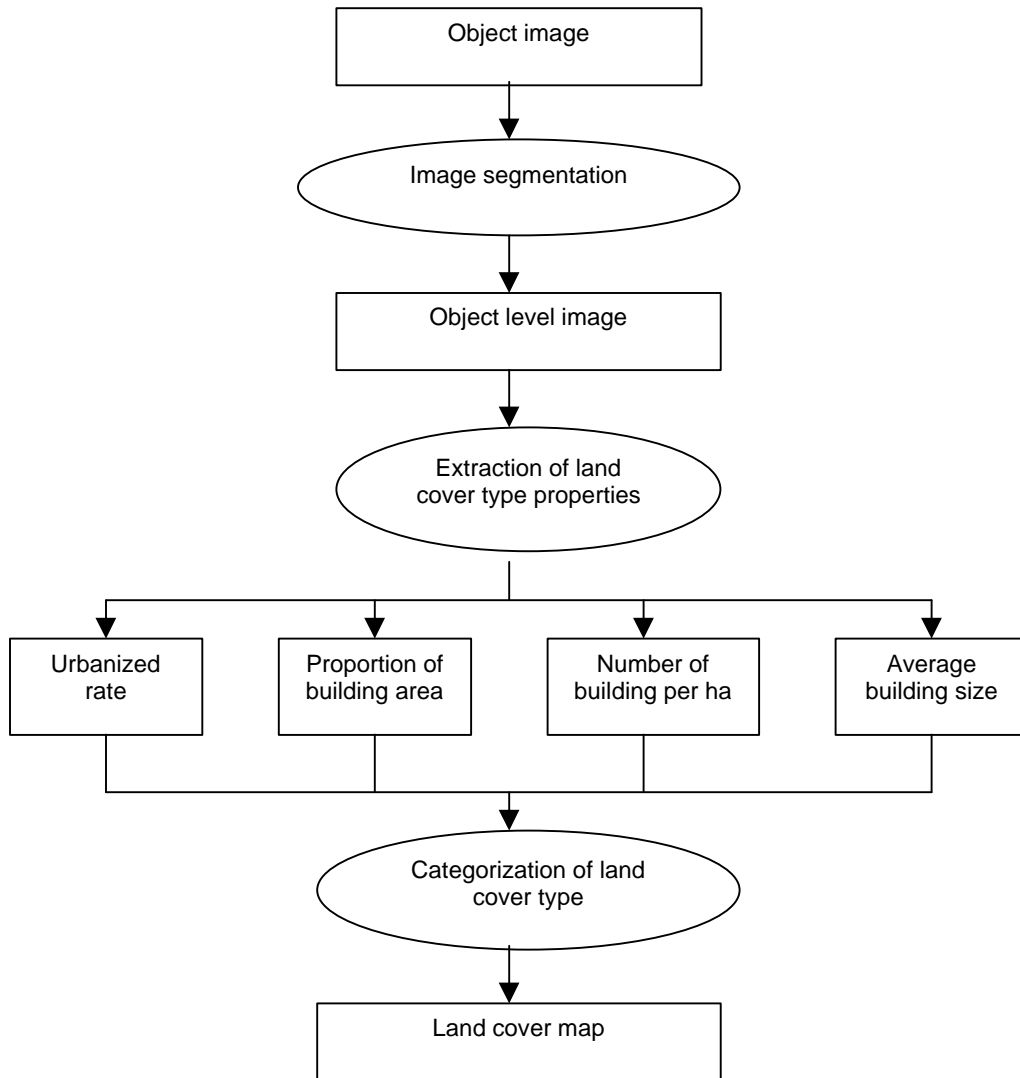 Object image
Image segmentation
Object level image
Extraction of land
cover type properties
Urbanized
rate
Proportion of
building area
Number of
building per ha
Average
building size
Categorization of land
cover type
Land cover map